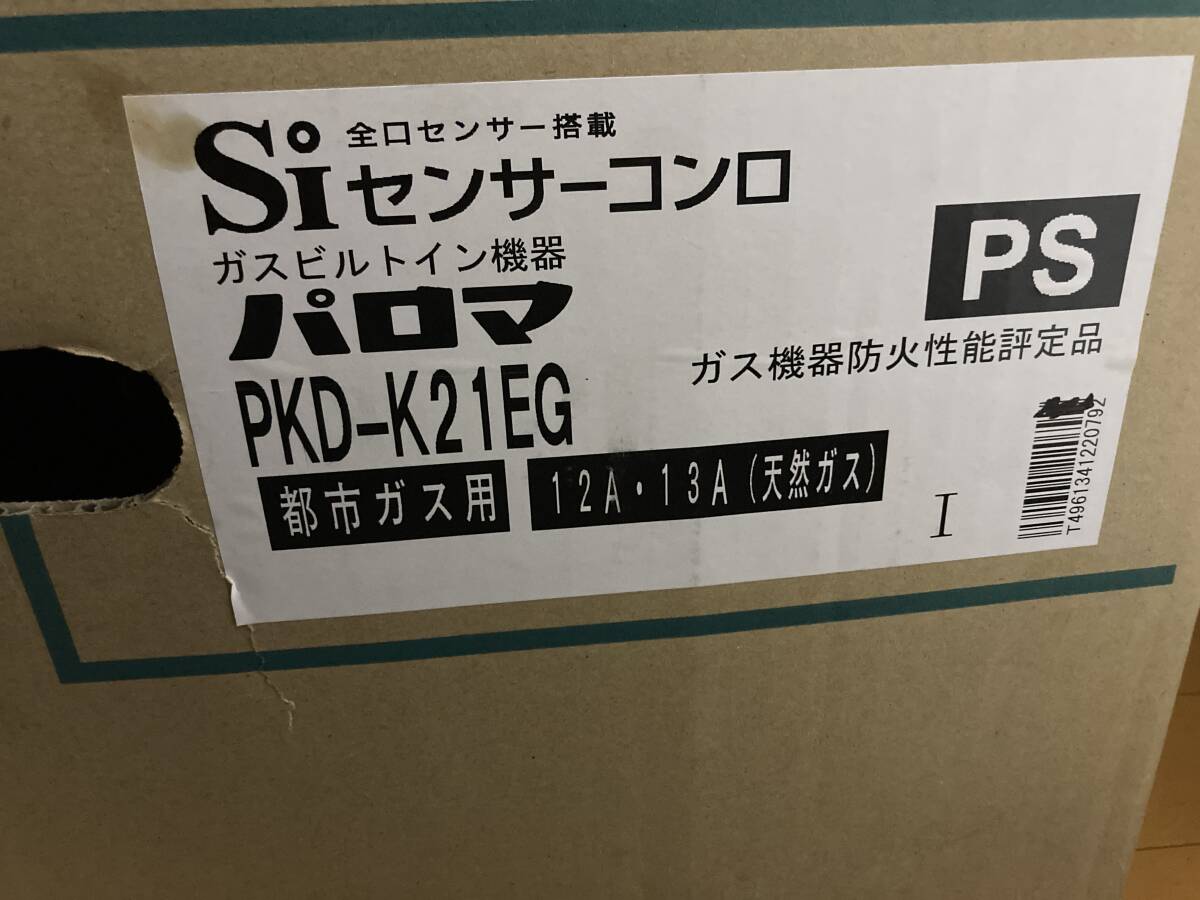 Si 全口センサー搭載
センサーコンロ
ガスビルトイン機器
パロマ
PKD-K21EG
都市ガス用 12A・13A(天然ガス)
PS
ガス機器防火性能評定品
I
T4961341220792